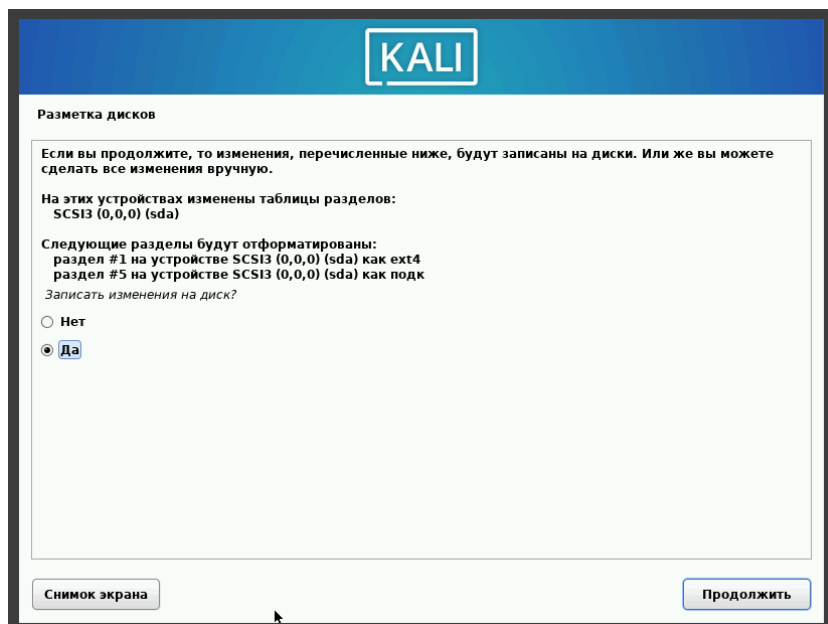 KALI
Разметка дисков
Если вы продолжите, то изменения, перечисленные ниже, будут записаны на диски. Или же вы можете
сделать все изменения вручную.
На этих устройствах изменены таблицы разделов:
SCSI3 (0,0,0) (sda)
Следующие разделы будут отформатированы:
раздел #1 на устройстве SCSI3 (0,0,0) (sda) как ext4
раздел #5 на устройстве SCSI3 (0,0,0) (sda) как подк
Записать изменения на диск?
Нет
Да
Снимок экрана
Продолжить